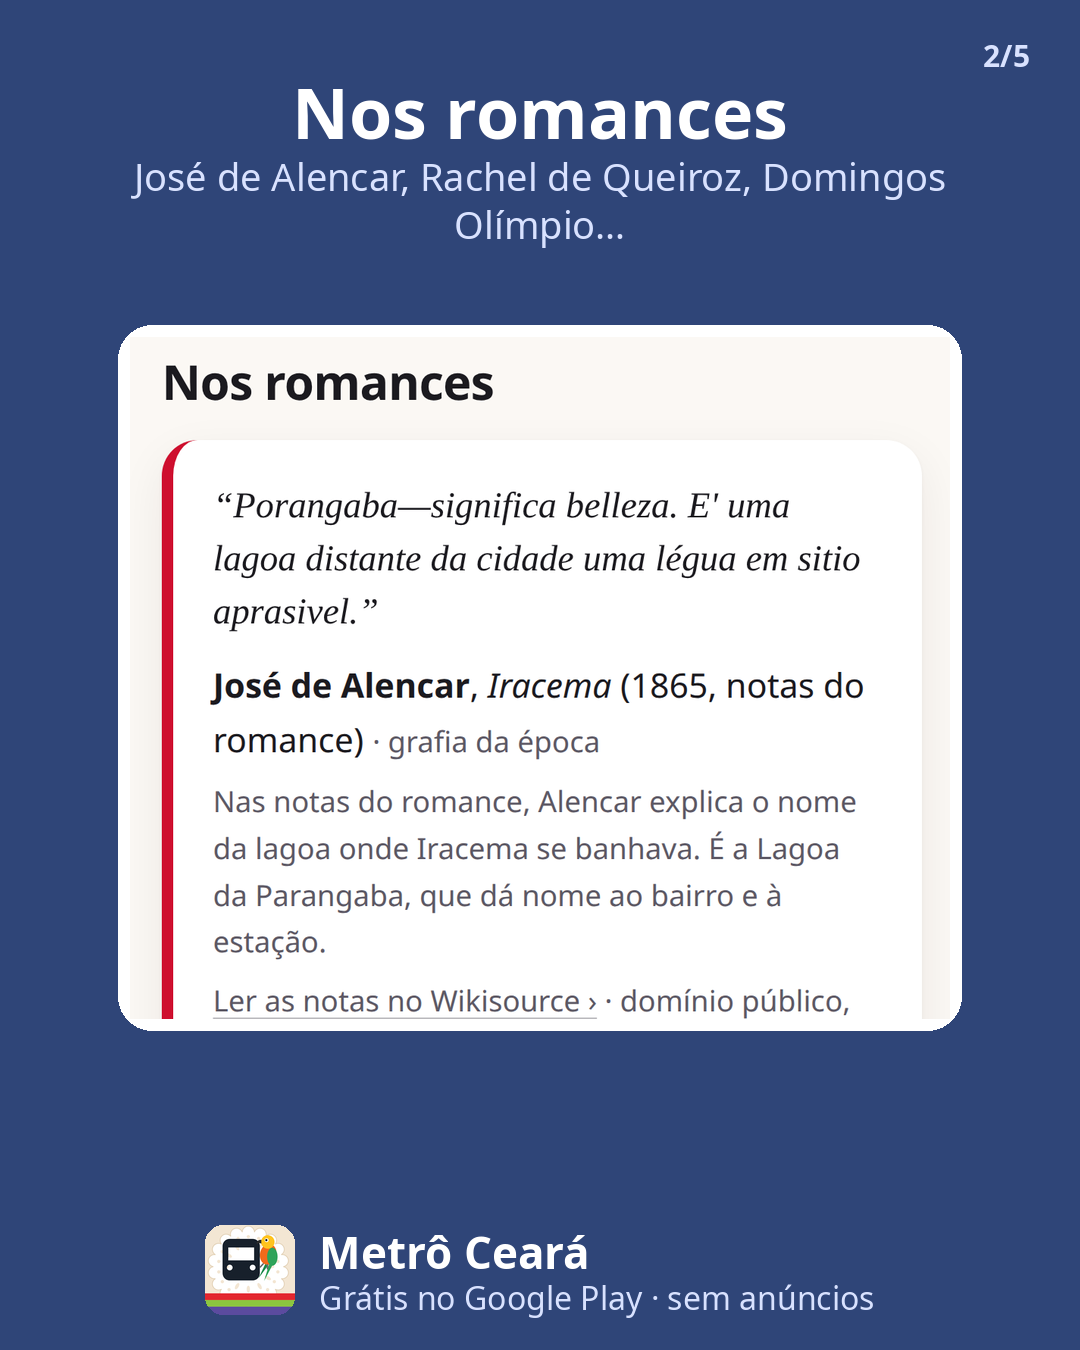 2/5
Nos romances
José de Alencar, Rachel de Queiroz, Domingos
Olímpio...
Nos romances
“Porangaba—significa belleza. E' uma
lagoa distante da cidade uma légua em sitio
aprasivel.”
José de Alencar, Iracema (1865, notas do
romance) · grafia da época
Nas notas do romance, Alencar explica o nome
da lagoa onde Iracema se banhava. É a Lagoa
da Parangaba, que dá nome ao bairro e à
estação.
Ler as notas no Wikisource › · domínio público,
Metrô Ceará
Grátis no Google Play · sem anúncios